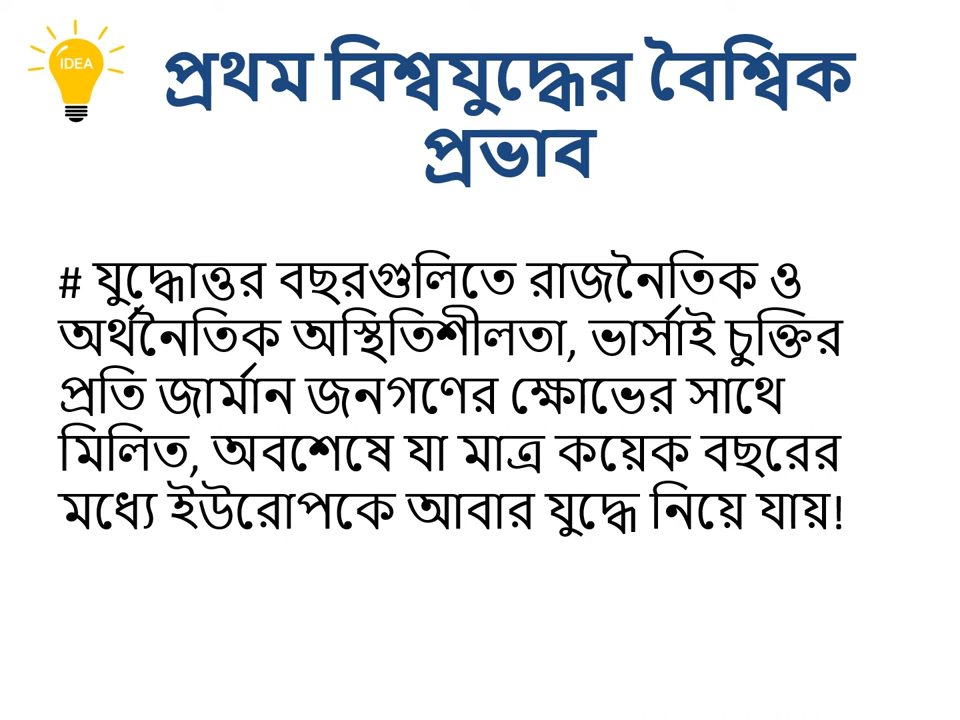 IDEA
প্রথম বিশ্বযুদ্ধের বৈশ্বিক
প্রভাব
# যুদ্ধোত্তর বছরগুলিতে রাজনৈতিক ও
অর্থনৈতিক অস্থিতিশীলতা, ভার্সাই চুক্তির
প্রতি জার্মান জনগণের ক্ষোভের সাথে
মিলিত, অবশেষে যা মাত্র কয়েক বছরের
মধ্যে ইউরোপকে আবার যুদ্ধে নিয়ে যায়!